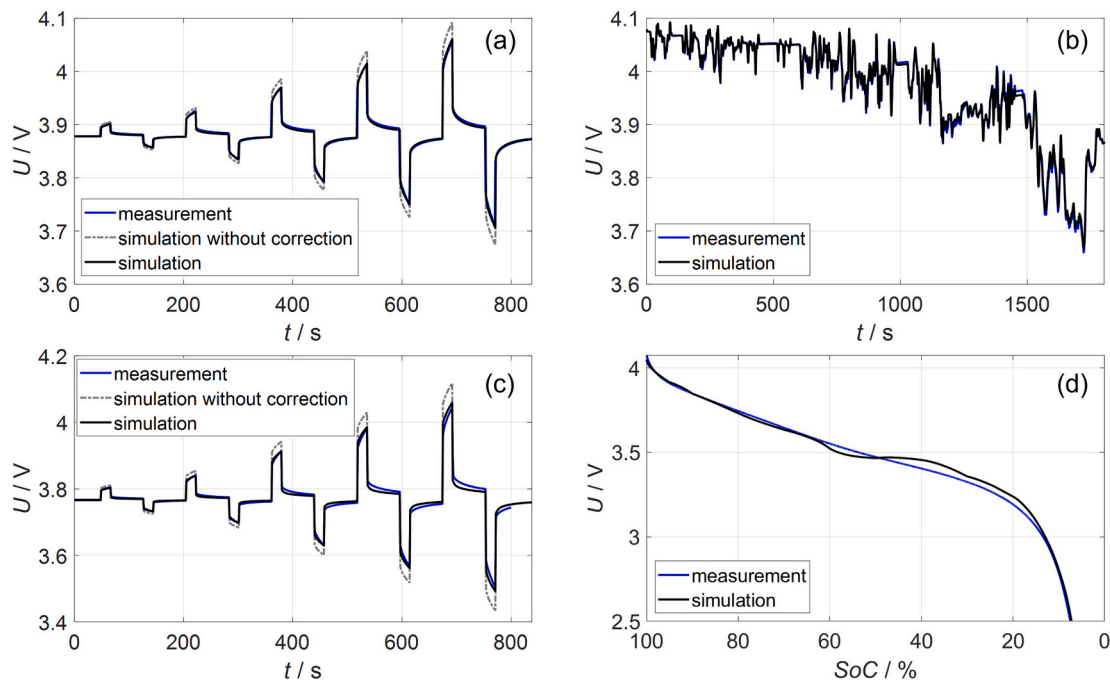 (a)
4.1
4
3.9
3.8
3.7
3.6
U / V
measurement
simulation without correction
simulation
0 200 400 600 800
t / s
(b)
4.1
4
3.9
3.8
3.7
3.6
U / V
measurement
simulation
0 500 1000 1500
t / s
(c)
4.2
4
3.8
3.6
3.4
U / V
measurement
simulation without correction
simulation
0 200 400 600 800
t / s
(d)
4
3.5
3
2.5
U / V
measurement
simulation
100 80 60 40 20 0
SoC / %